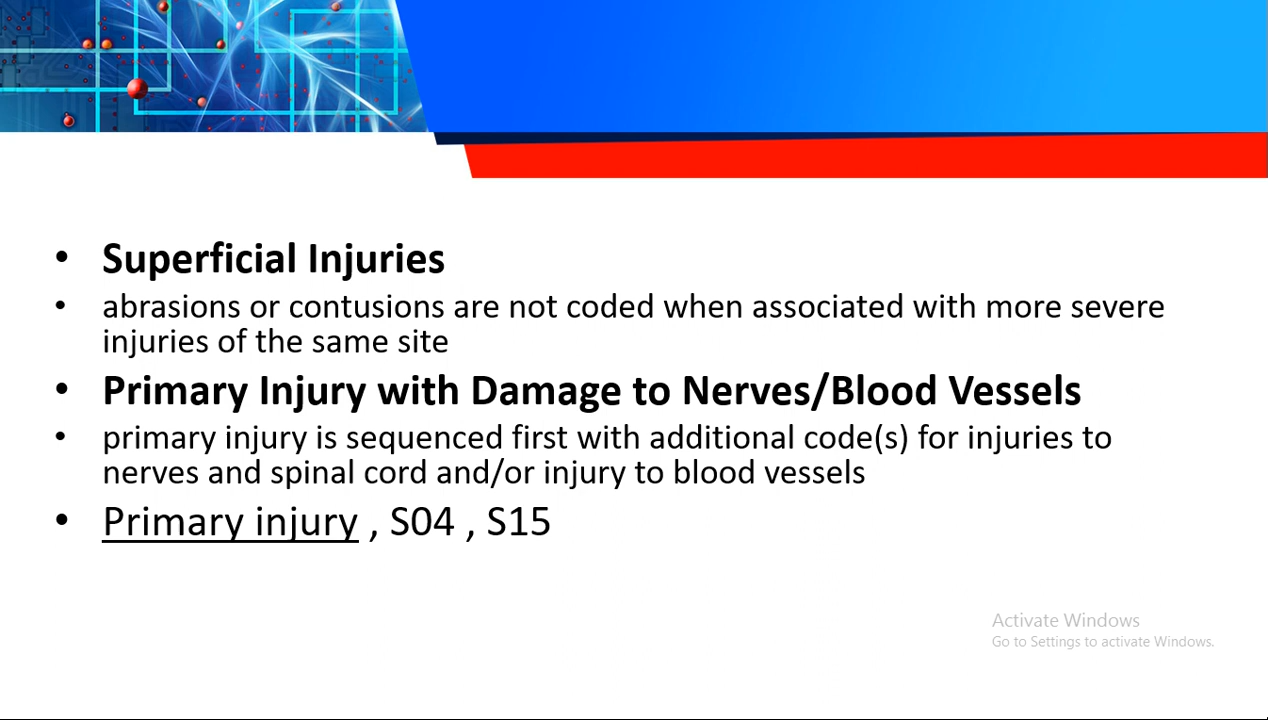 • Superficial Injuries
• abrasions or contusions are not coded when associated with more severe
injuries of the same site
• Primary Injury with Damage to Nerves/Blood Vessels
• primary injury is sequenced first with additional code(s) for injuries to
nerves and spinal cord and/or injury to blood vessels
• Primary injury , S04 , S15
Activate Windows
Go to Settings to activate Windows.